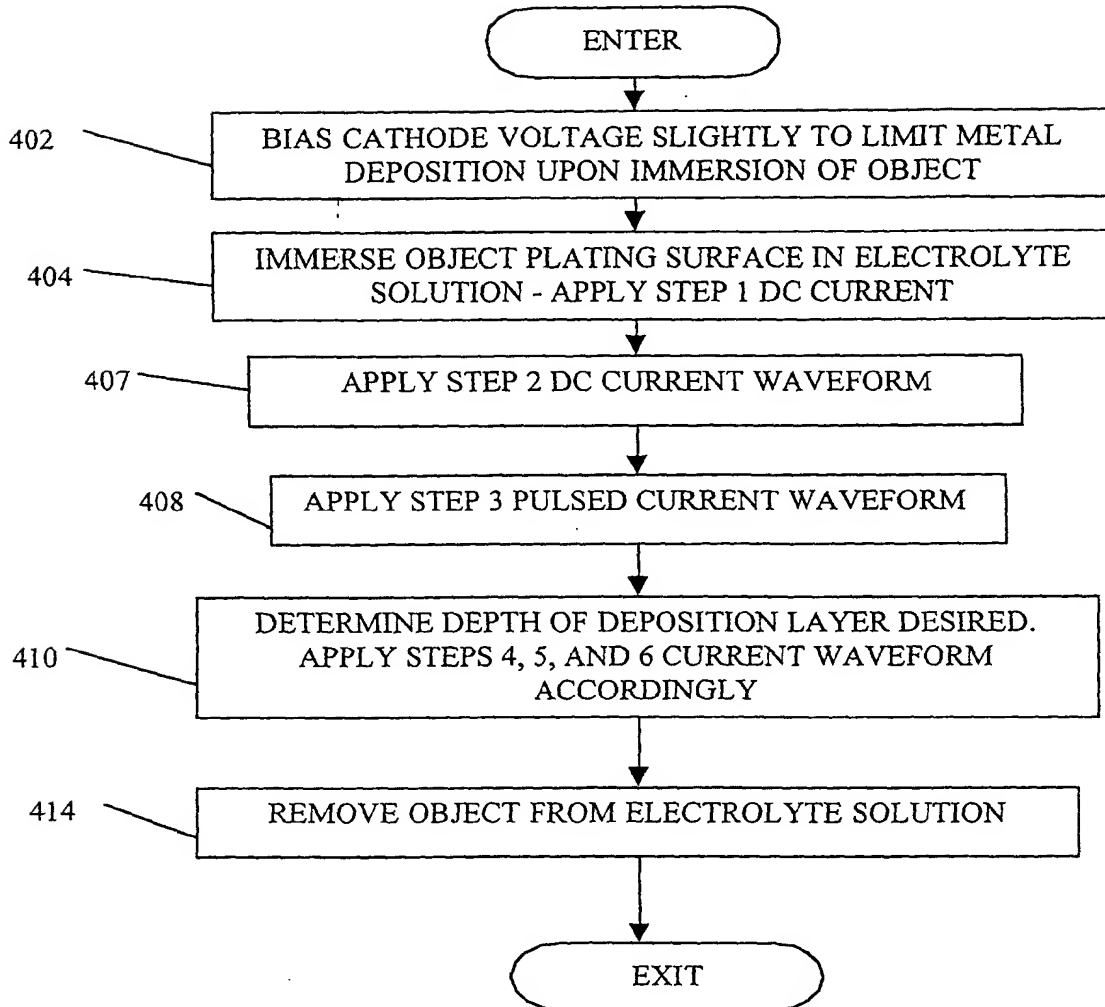 ENTER
402
BIAS CATHODE VOLTAGE SLIGHTLY TO LIMIT METAL
DEPOSITION UPON IMMERSION OF OBJECT
404
IMMERSE OBJECT PLATING SURFACE IN ELECTROLYTE
SOLUTION - APPLY STEP 1 DC CURRENT
407
APPLY STEP 2 DC CURRENT WAVEFORM
408
APPLY STEP 3 PULSED CURRENT WAVEFORM
410
DETERMINE DEPTH OF DEPOSITION LAYER DESIRED.
APPLY STEPS 4, 5, AND 6 CURRENT WAVEFORM
ACCORDINGLY
414
REMOVE OBJECT FROM ELECTROLYTE SOLUTION
EXIT